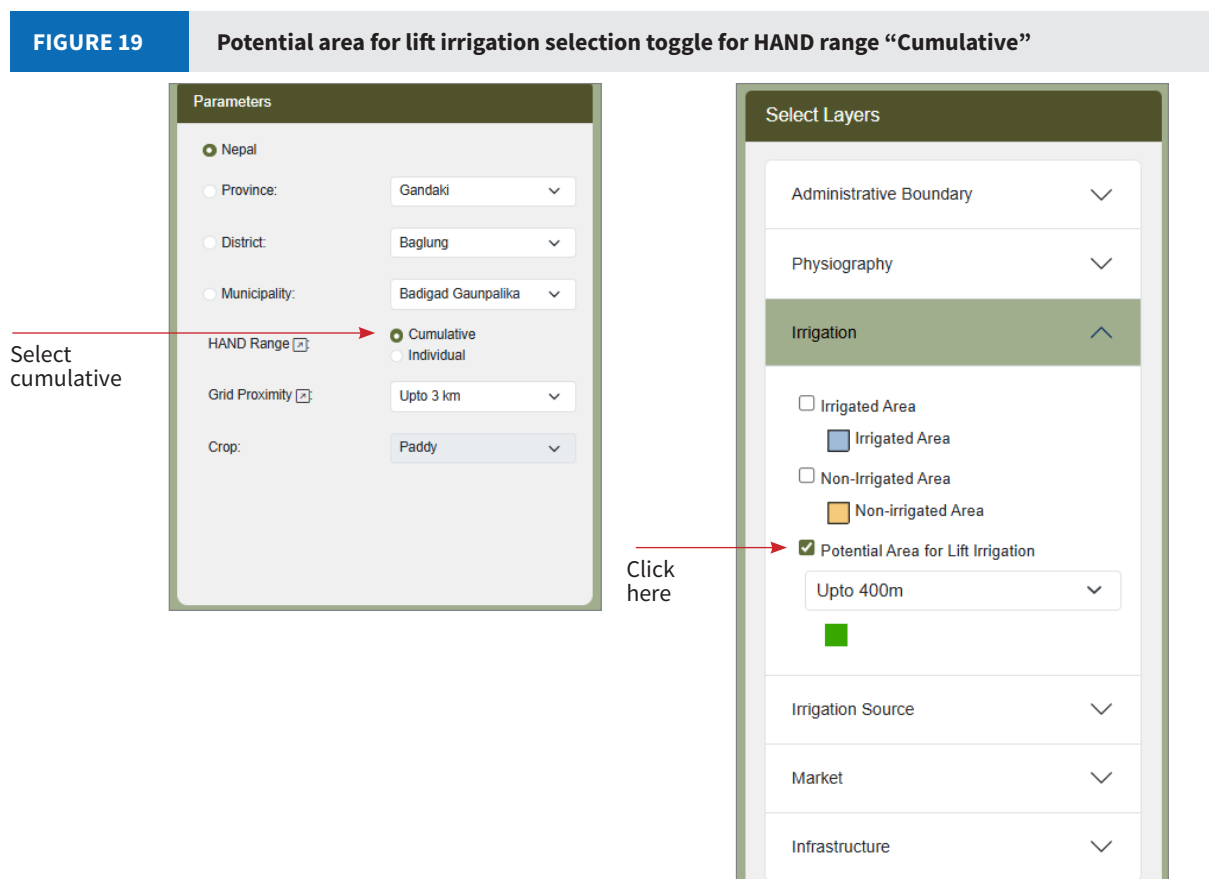 FIGURE 19 Potential area for lift irrigation selection toggle for HAND range “Cumulative”
Parameters
Nepal
Province: Gandaki
District: Baglung
Municipality: Badigad Gaunpalika
HAND Range : Cumulative
Individual
Grid Proximity : Upto 3 km
Crop: Paddy
Select
cumulative
Select Layers
Administrative Boundary
Physiography
Irrigation
Irrigated Area
Irrigated Area
Non-Irrigated Area
Non-irrigated Area
Potential Area for Lift Irrigation
Upto 400m
Click
here
Irrigation Source
Market
Infrastructure